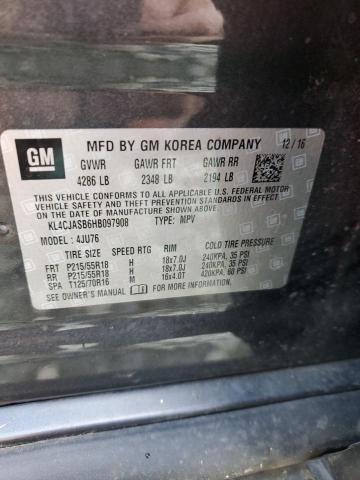 GM
MFD BY GM KOREA COMPANY 12/16
GVWR GAWR FRT GAWR RR
4286 LB 2348 LB 2194 LB
THIS VEHICLE CONFORMS TO ALL APPLICABLE U.S. FEDERAL MOTOR
VEHICLE SAFETY, BUMPER, AND THEFT PREVENTION STANDARDS IN
EFFECT ON THE DATE OF MANUFACTURE SHOWN ABOVE.
KL4CJASB6HB097908 TYPE: MPV
MODEL: 4JU76
TIRE SIZE SPEED RTG RIM COLD TIRE PRESSURE
FRT P215/55R18 H 18x7.0J 240KPA, 35 PSI
RR P215/55R18 H 18x7.0J 240KPA, 35 PSI
SPA T125/70R16 M 16x4.0T 420KPA, 60 PSI
SEE OWNER'S MANUAL FOR ADDITIONAL INFORMATION